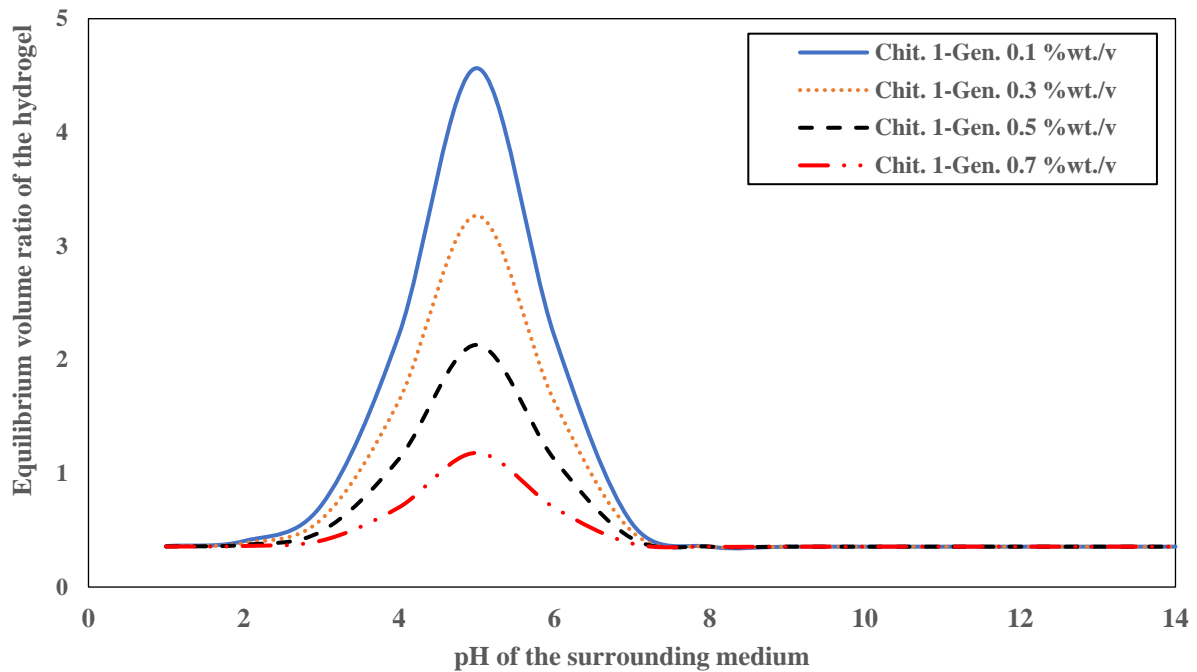 Equilibrium volume ratio of the hydrogel
5
4
3
2
1
0
Chit. 1-Gen. 0.1 %wt./v
Chit. 1-Gen. 0.3 %wt./v
Chit. 1-Gen. 0.5 %wt./v
Chit. 1-Gen. 0.7 %wt./v
0 2 4 6 8 10 12 14
pH of the surrounding medium